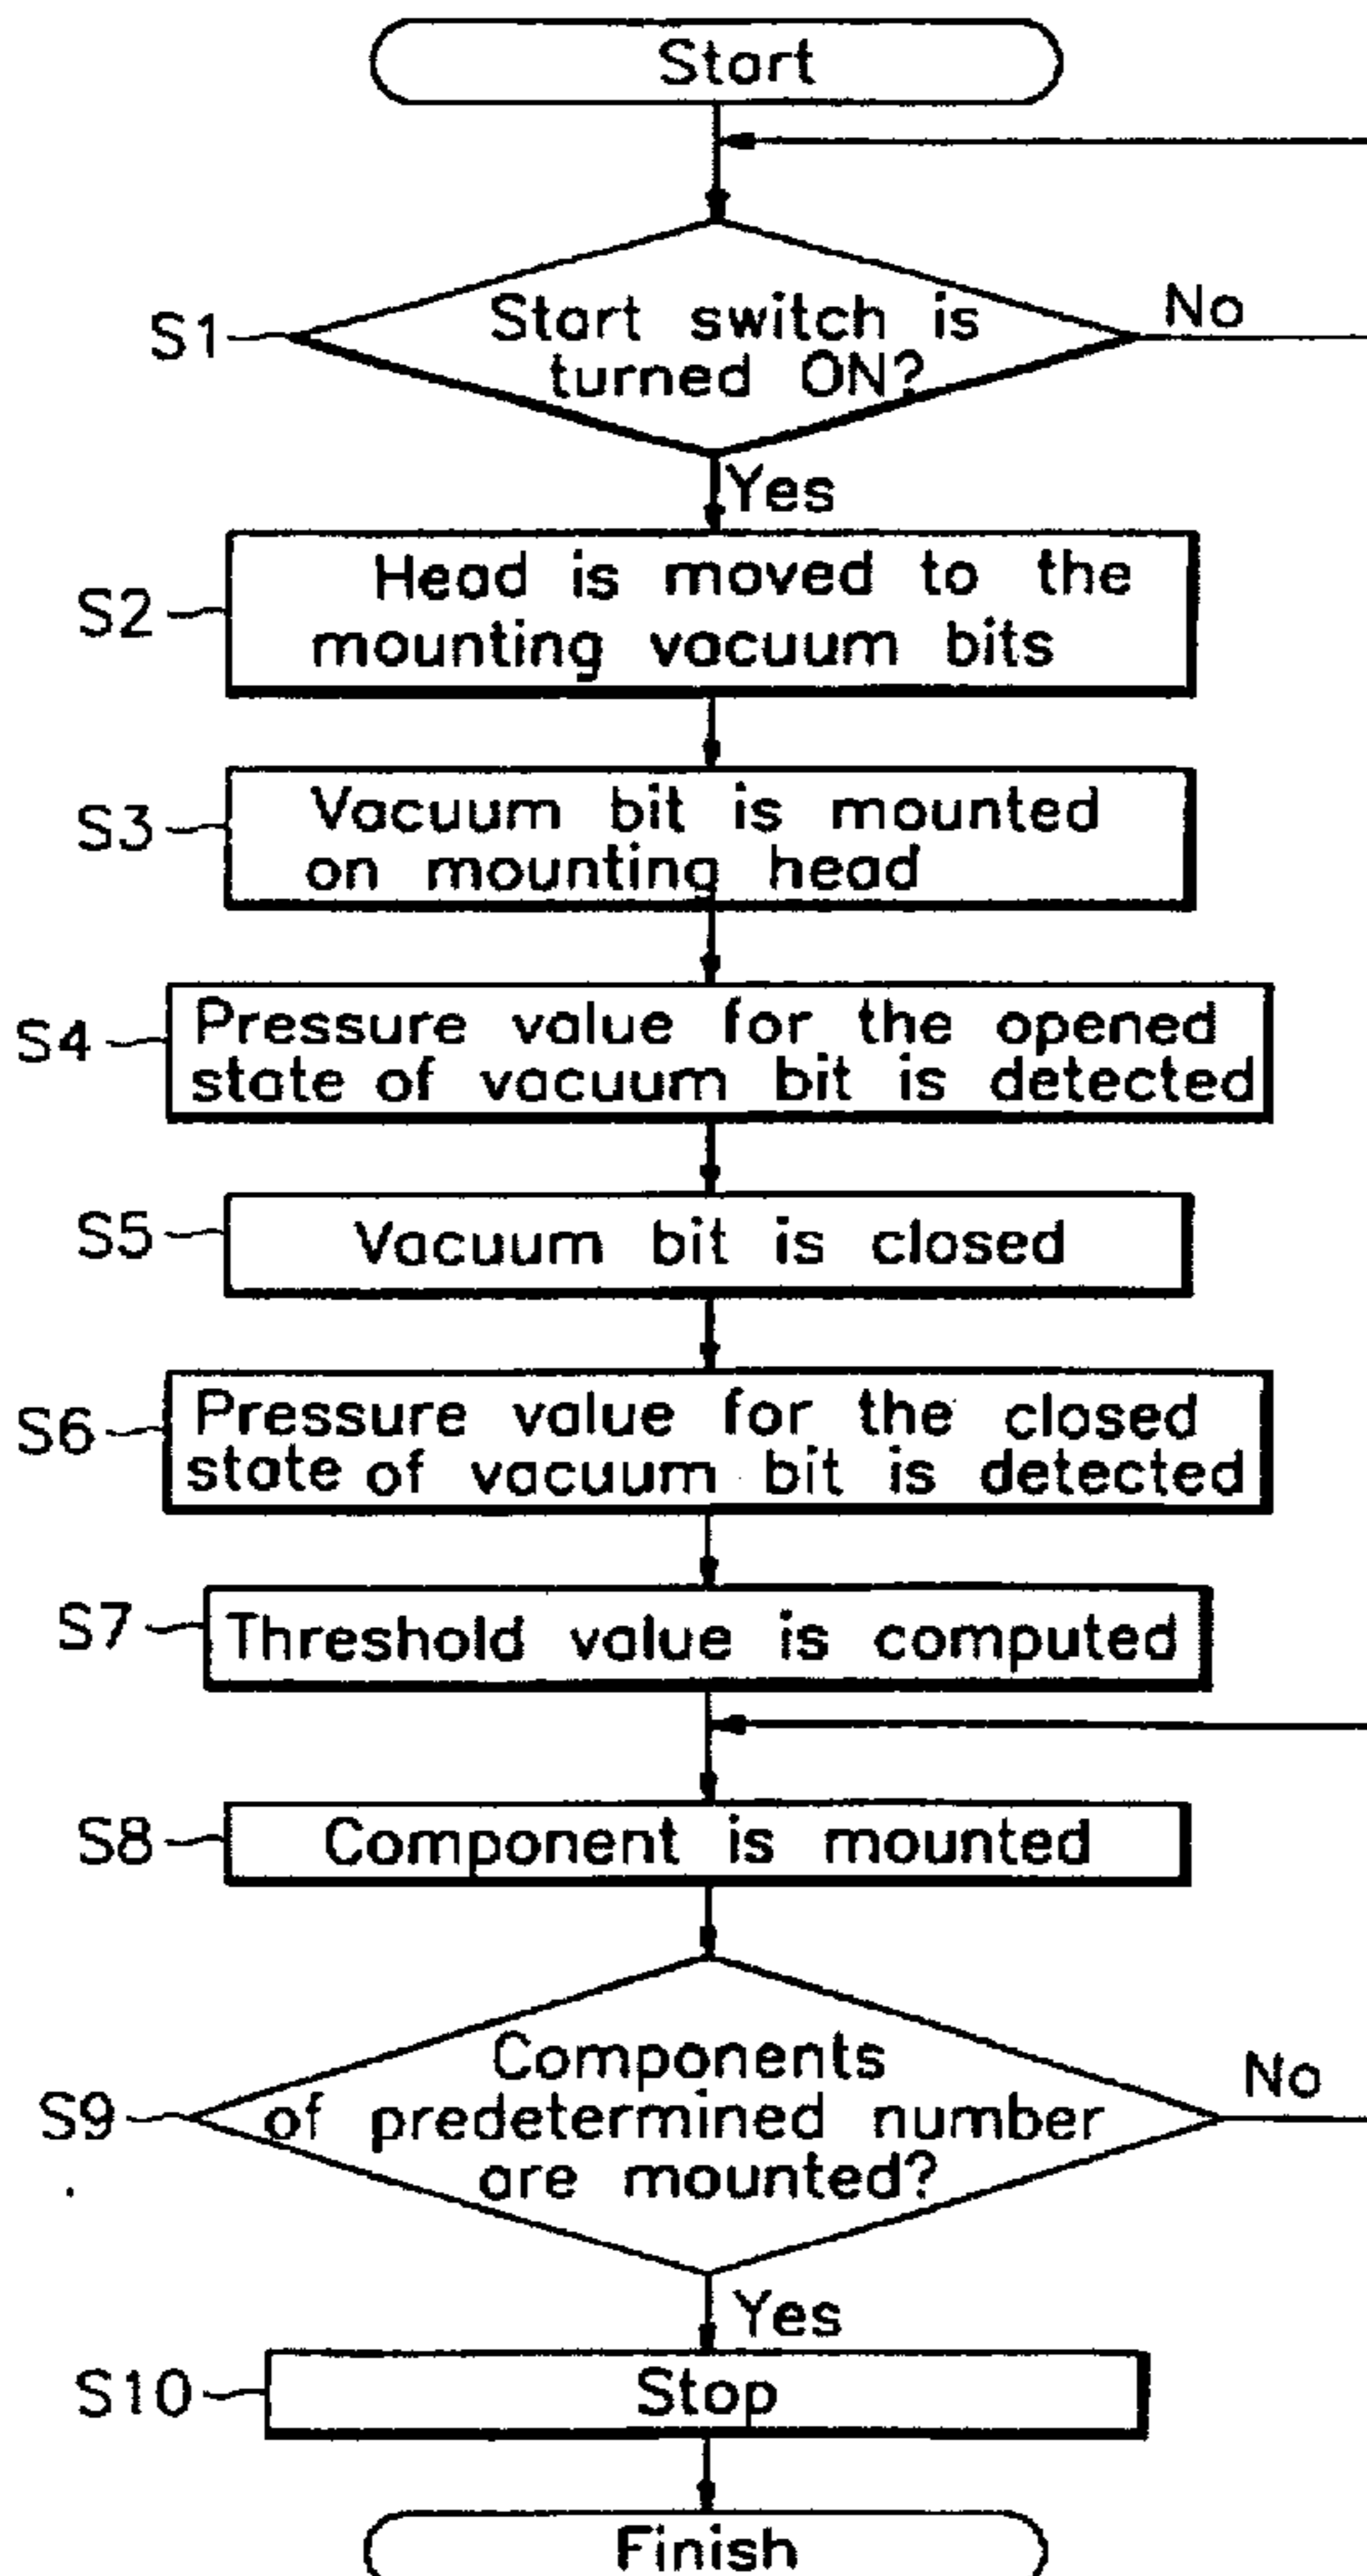 Start
S1
Start switch is
turned ON?
No
Yes
S2
Head is moved to the
mounting vacuum bits
S3
Vacuum bit is mounted
on mounting head
S4
Pressure value for the opened
state of vacuum bit is detected
S5
Vacuum bit is closed
S6
Pressure value for the closed
state of vacuum bit is detected
S7
Threshold value is computed
S8
Component is mounted
S9
Components
of predetermined number
are mounted?
No
Yes
S10
Stop
Finish